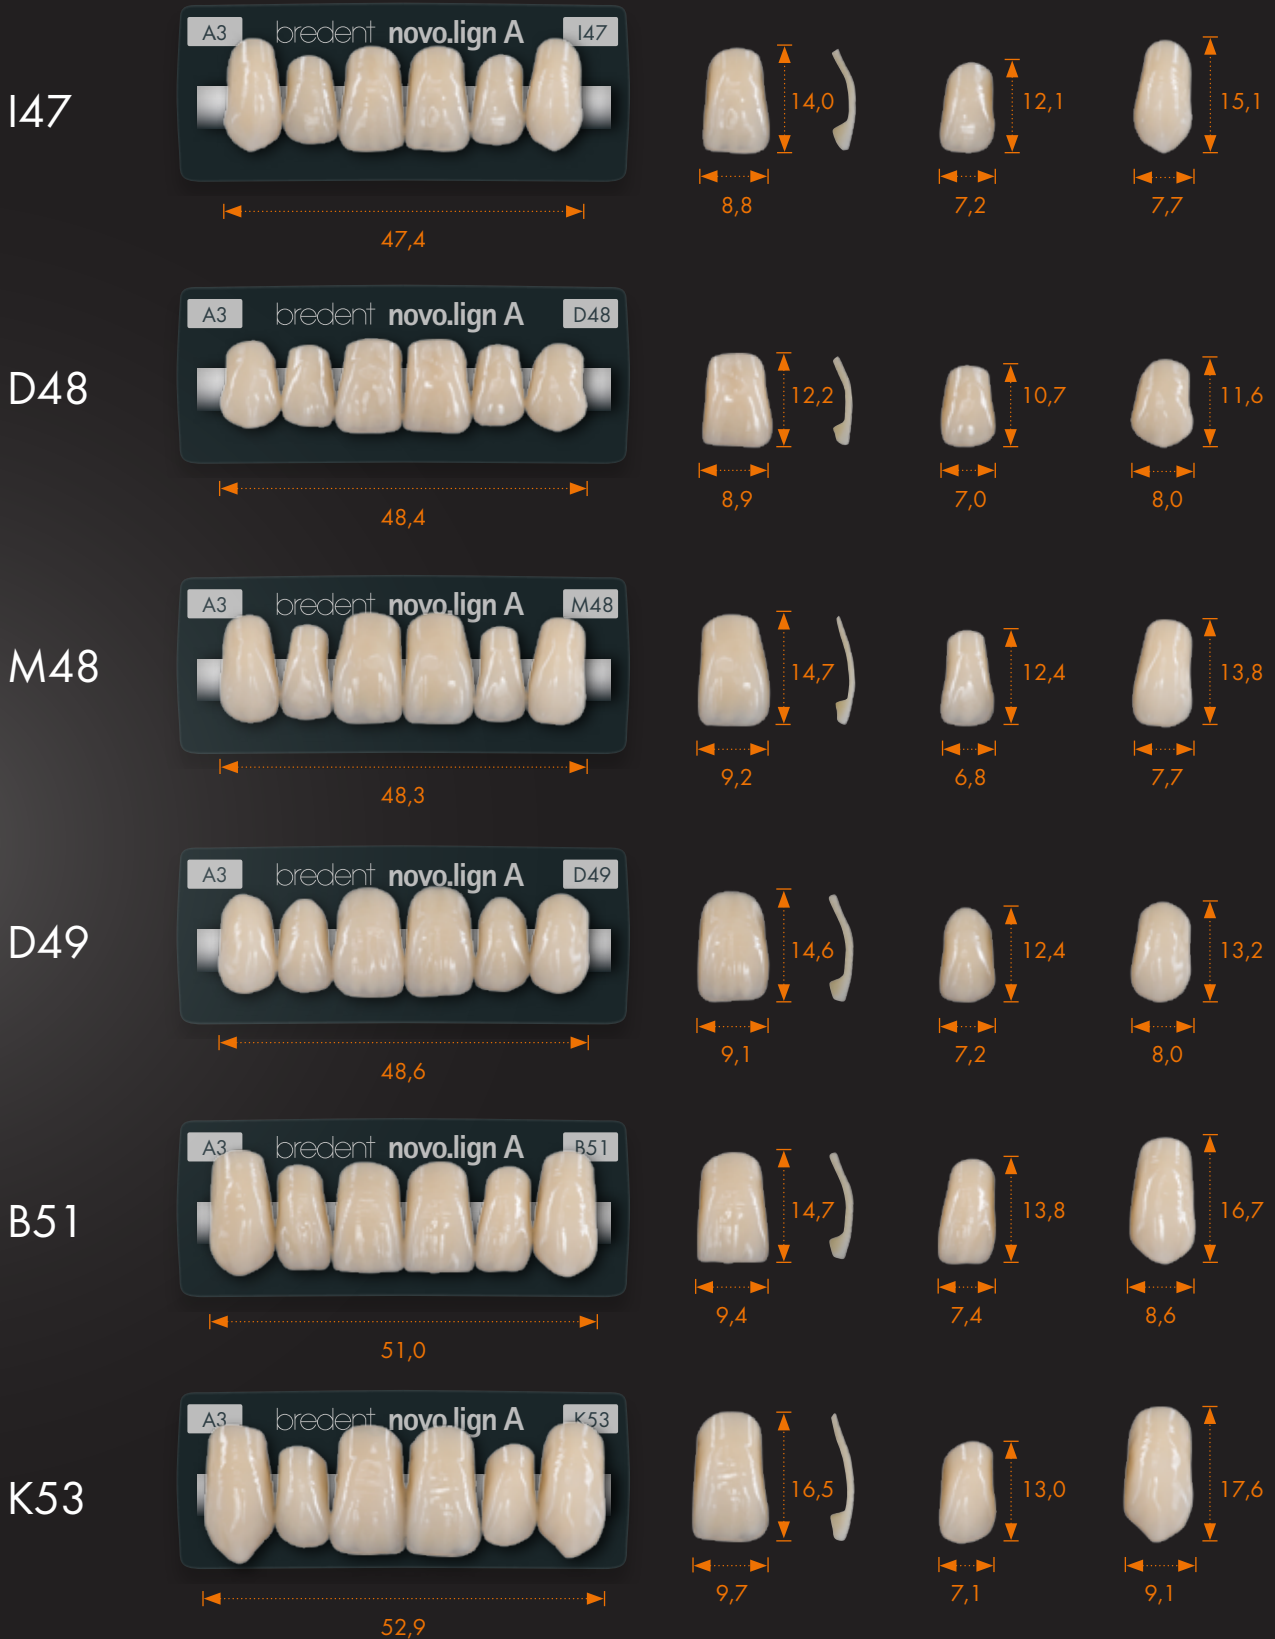 I47
A3 bredent novo.lign A I47
14,0 12,1 15,1
8,8 7,2 7,7
47,4
D48
A3 bredent novo.lign A D48
12,2 10,7 11,6
8,9 7,0 8,0
48,4
M48
A3 bredent novo.lign A M48
14,7 12,4 13,8
9,2 6,8 7,7
48,3
D49
A3 bredent novo.lign A D49
14,6 12,4 13,2
9,1 7,2 8,0
48,6
B51
A3 bredent novo.lign A B51
14,7 13,8 16,7
9,4 7,4 8,6
51,0
K53
A3 bredent novo.lign A K53
16,5 13,0 17,6
9,7 7,1 9,1
52,9